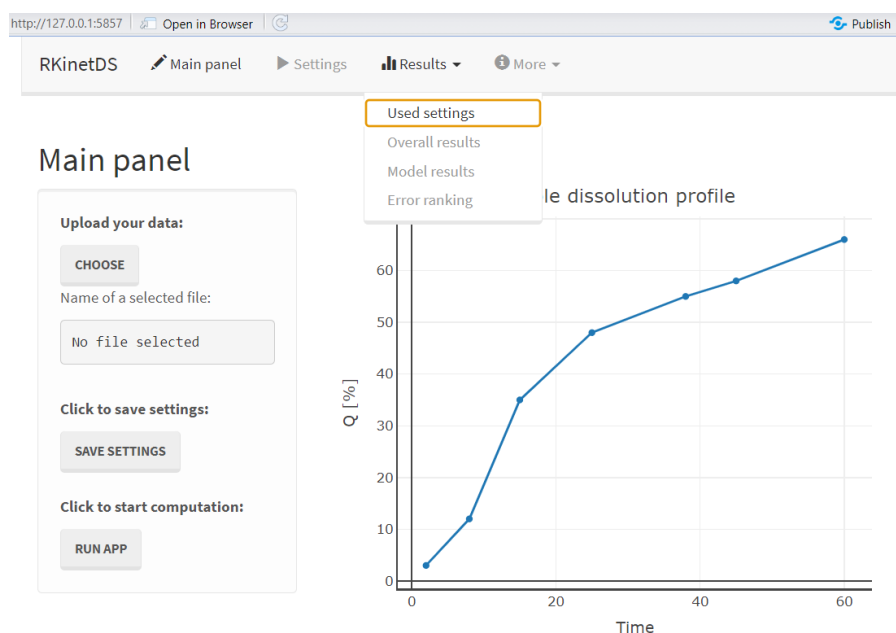 http://127.0.0.1:5857 Open in Browser Publish
RKinetDS Main panel Settings Results More
Used settings
Overall results
Model results
Error ranking
Main panel
Upload your data:
CHOOSE
Name of a selected file:
No file selected
Click to save settings:
SAVE SETTINGS
Click to start computation:
RUN APP
le dissolution profile
60
50
40
30
20
10
0
Q [%]
0 20 40 60
Time